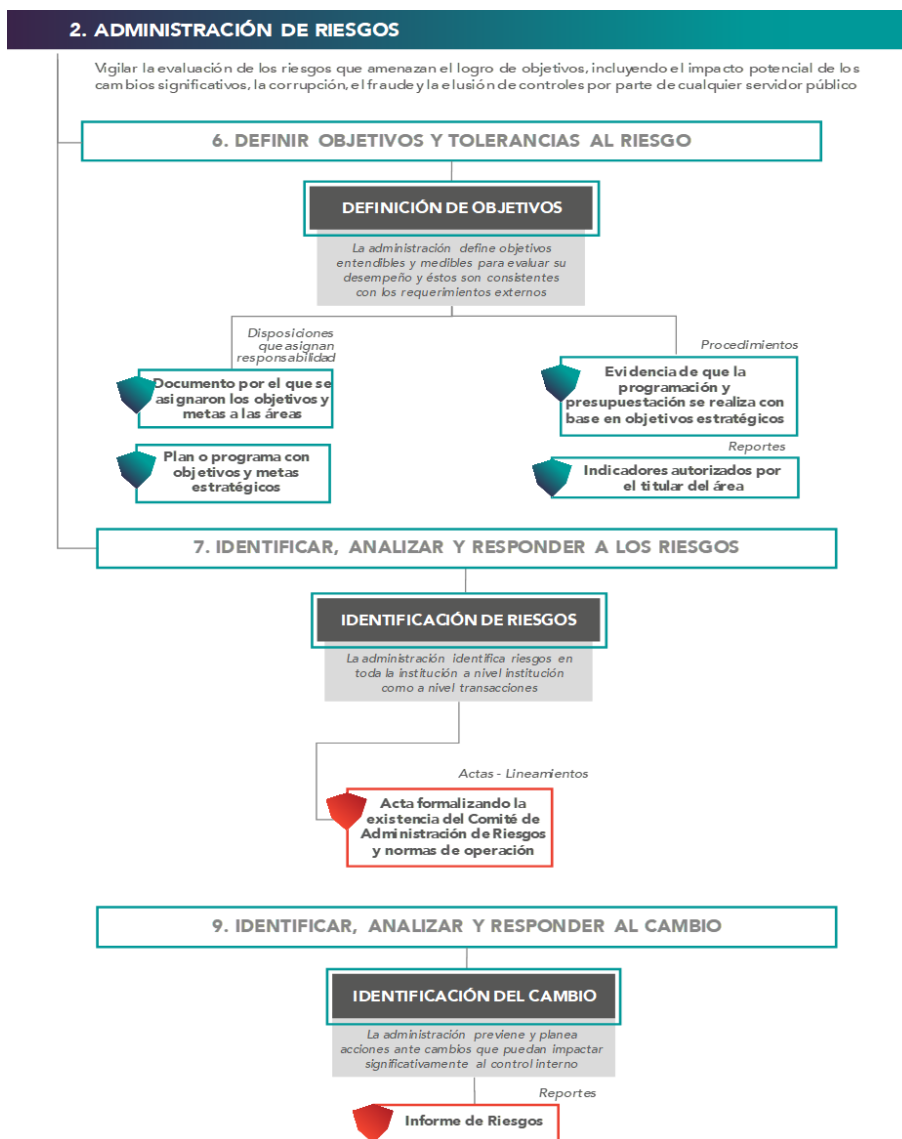 2. ADMINISTRACIÓN DE RIESGOS
Vigilar la evaluación de los riesgos que amenazan el logro de objetivos, incluyendo el impacto potencial de los
cambios significativos, la corrupción, el fraude y la elusión de controles por parte de cualquier servidor público
6. DEFINIR OBJETIVOS Y TOLERANCIAS AL RIESGO
DEFINICIÓN DE OBJETIVOS
La administración define objetivos
entendibles y medibles para evaluar su
desempeño y éstos son consistentes
con los requerimientos externos
Disposiciones
que asignan
responsabilidad
Documento por el que se
asignaron los objetivos y
metas a las áreas
Plan o programa con
objetivos y metas
estratégicos
Procedimientos
Evidencia de que la
programación y
presupuestación se realiza con
base en objetivos estratégicos
Reportes
Indicadores autorizados por
el titular del área
7. IDENTIFICAR, ANALIZAR Y RESPONDER A LOS RIESGOS
IDENTIFICACIÓN DE RIESGOS
La administración identifica riesgos en
toda la institución a nivel institución
como a nivel transacciones
Actas - Lineamientos
Acta formalizando la
existencia del Comité de
Administración de Riesgos
y normas de operación
9. IDENTIFICAR, ANALIZAR Y RESPONDER AL CAMBIO
IDENTIFICACIÓN DEL CAMBIO
La administración previene y planea
acciones ante cambios que puedan impactar
significativamente al control interno
Reportes
Informe de Riesgos